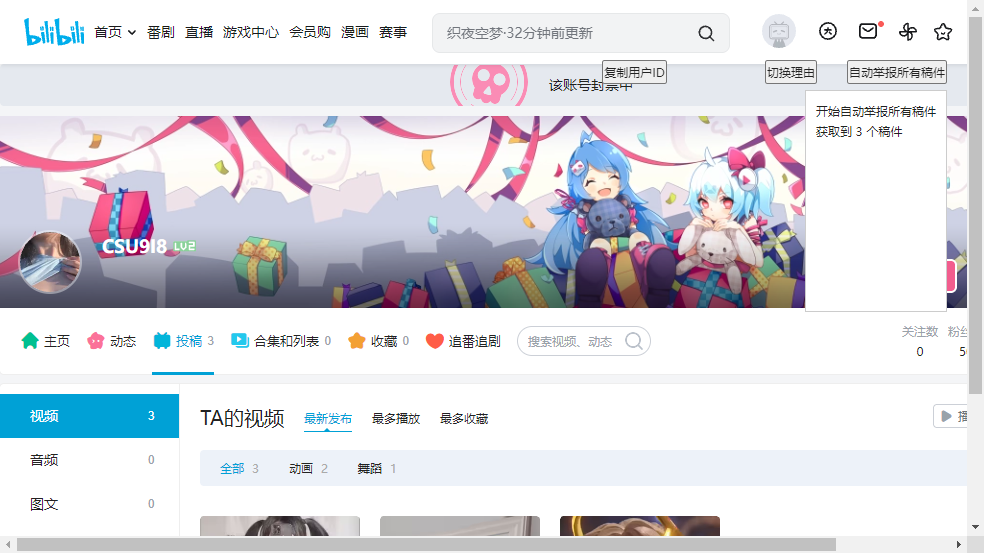 bilibili 首页 番剧 直播 游戏中心 会员购 漫画 赛事 织夜空梦·32分钟前更新
复制用户ID 切换理由 自动举报所有稿件
该账号封禁中
开始自动举报所有稿件
获取到 3 个稿件
CSU9I8 LV2
主页 动态 投稿 3 合集和列表 0 收藏 0 追番追剧 搜索视频、动态 关注数
0
视频 3
TA的视频 最新发布 最多播放 最多收藏 播
音频 0
全部 3 动画 2 舞蹈 1
图文 0